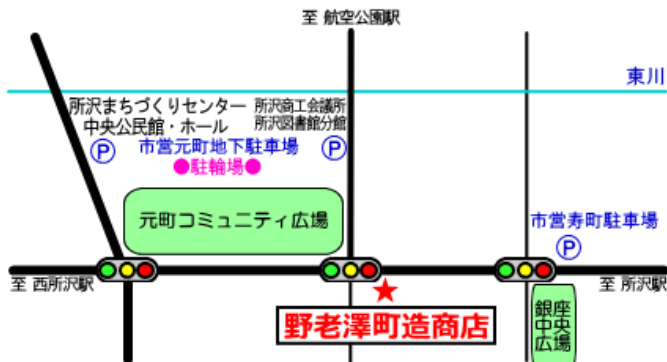 至 航空公園駅
東川
所沢まちづくりセンター
中央公民館・ホール
所沢商工会議所
所沢図書館分館
P
市営元町地下駐車場
P
●駐輪場●
元町コミュニティ広場
市営寿町駐車場
P
至 西所沢駅
至 所沢駅
野老澤町造商店
銀座
中央
広場